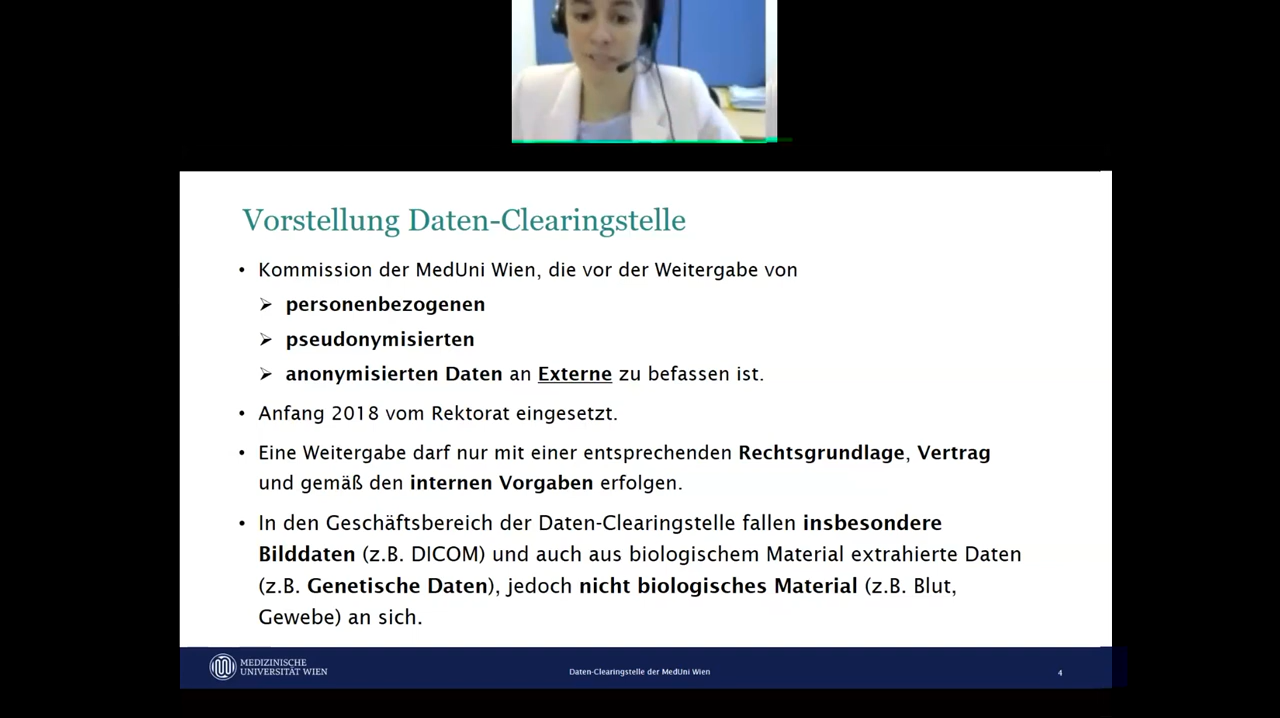 Vorstellung Daten-Clearingstelle
• Kommission der MedUni Wien, die vor der Weitergabe von
➢ personenbezogenen
➢ pseudonymisierten
➢ anonymisierten Daten an Externe zu befassen ist.
• Anfang 2018 vom Rektorat eingesetzt.
• Eine Weitergabe darf nur mit einer entsprechenden Rechtsgrundlage, Vertrag
und gemäß den internen Vorgaben erfolgen.
• In den Geschäftsbereich der Daten-Clearingstelle fallen insbesondere
Bilddaten (z.B. DICOM) und auch aus biologischem Material extrahierte Daten
(z.B. Genetische Daten), jedoch nicht biologisches Material (z.B. Blut,
Gewebe) an sich.
MEDIZINISCHE
UNIVERSITÄT WIEN
Daten-Clearingstelle der MedUni Wien
4